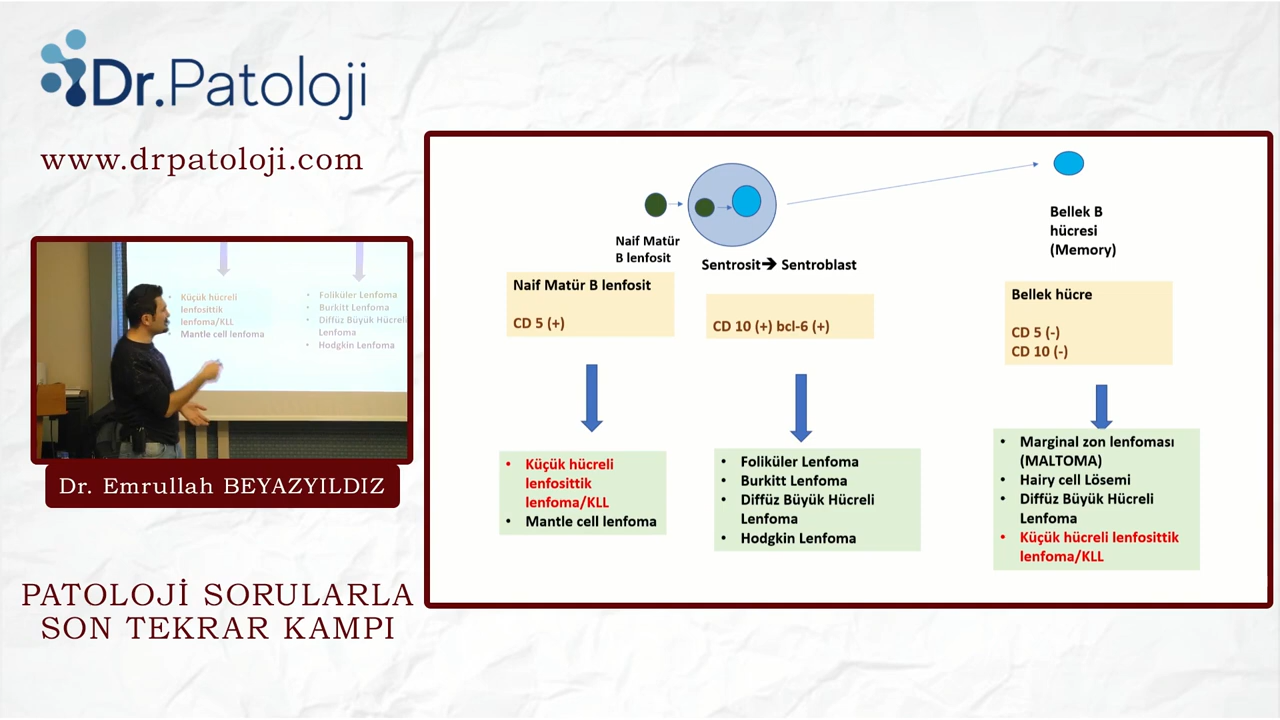 Dr.Patoloji
www.drpatoloji.com
Küçük hücreli
lenfosittik
lenfoma/KLL
Mantle cell lenfoma
Foliküler Lenfoma
Burkitt Lenfoma
Diffüz Büyük Hücreli
Lenfoma
Hodgkin Lenfoma
Dr. Emrullah BEYAZYILDIZ
PATOLOJİ SORULARLA
SON TEKRAR KAMPI
Naif Matür
B lenfosit
Sentrosit➔ Sentroblast
Bellek B
hücresi
(Memory)
Naif Matür B lenfosit
CD 5 (+)
CD 10 (+) bcl-6 (+)
Bellek hücre
CD 5 (-)
CD 10 (-)
• Küçük hücreli
lenfosittik
lenfoma/KLL
• Mantle cell lenfoma
• Foliküler Lenfoma
• Burkitt Lenfoma
• Diffüz Büyük Hücreli
Lenfoma
• Hodgkin Lenfoma
• Marginal zon lenfoması
(MALTOMA)
• Hairy cell Lösemi
• Diffüz Büyük Hücreli
Lenfoma
• Küçük hücreli lenfosittik
lenfoma/KLL